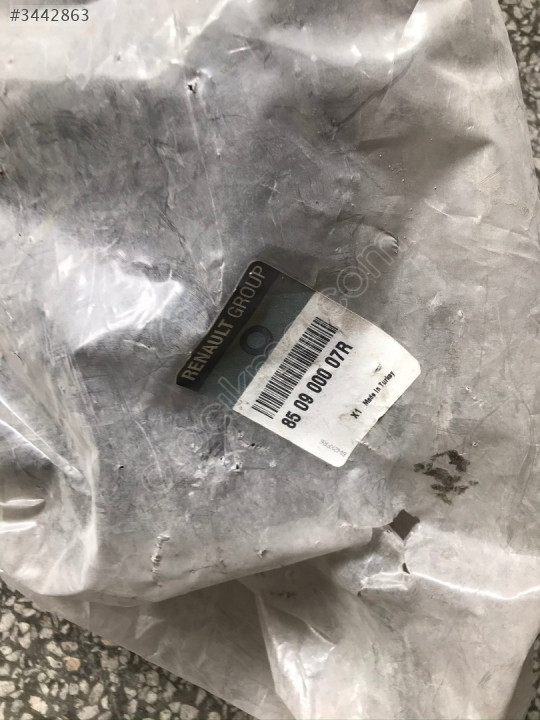 #3442863
RENAULT GROUP
85 09 000 07R
X1 Made in Turkey